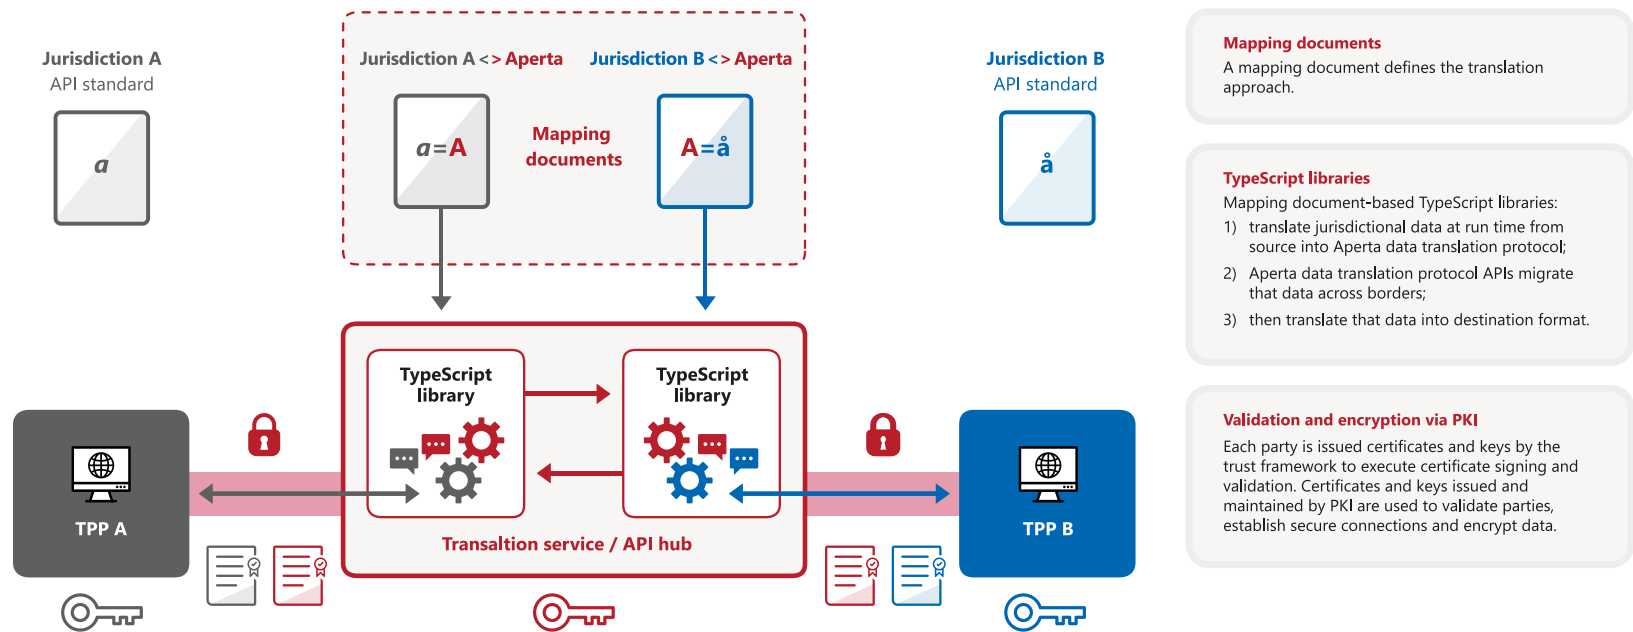 Jurisdiction A
API standard
a
Jurisdiction A <> Aperta
a=A
Mapping
documents
Jurisdiction B <> Aperta
A=å
Jurisdiction B
API standard
å
TypeScript
library
TypeScript
library
Transaltion service / API hub
TPP A
TPP B
Mapping documents
A mapping document defines the translation
approach.
TypeScript libraries
Mapping document-based TypeScript libraries:
1) translate jurisdictional data at run time from
source into Aperta data translation protocol;
2) Aperta data translation protocol APIs migrate
that data across borders;
3) then translate that data into destination format.
Validation and encryption via PKI
Each party is issued certificates and keys by the
trust framework to execute certificate signing and
validation. Certificates and keys issued and
maintained by PKI are used to validate parties,
establish secure connections and encrypt data.